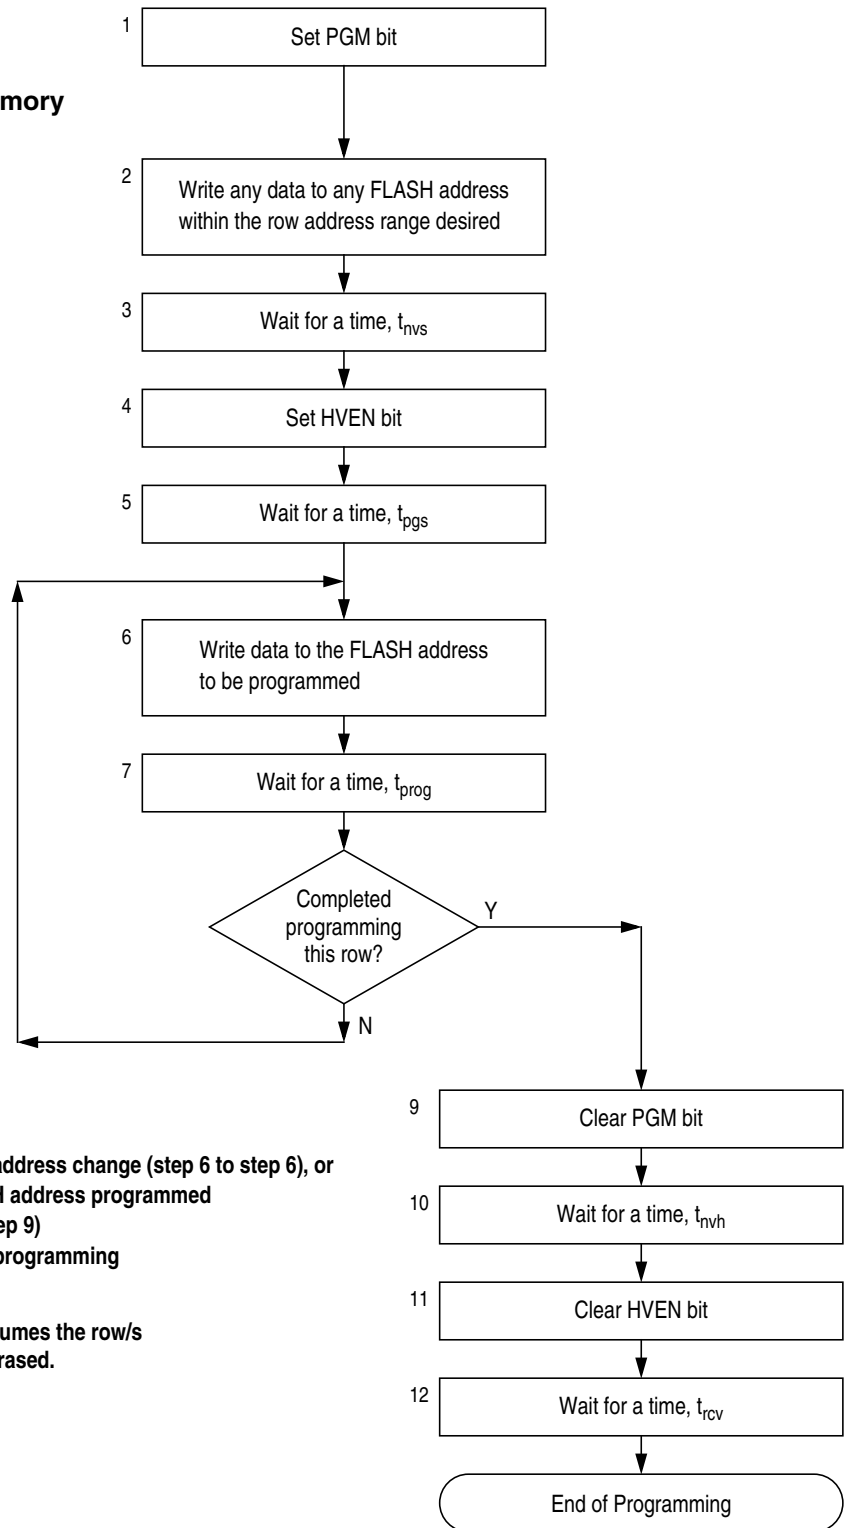 1
Set PGM bit
2
Write any data to any FLASH address
within the row address range desired
3
Wait for a time, tnvs
4
Set HVEN bit
5
Wait for a time, tpgs
6
Write data to the FLASH address
to be programmed
7
Wait for a time, tprog
Completed
programming
this row?
Y
N
address change (step 6 to step 6), or
address programmed
9)
programming
the row/s
9
Clear PGM bit
10
Wait for a time, tnvh
11
Clear HVEN bit
12
Wait for a time, trcv
End of Programming